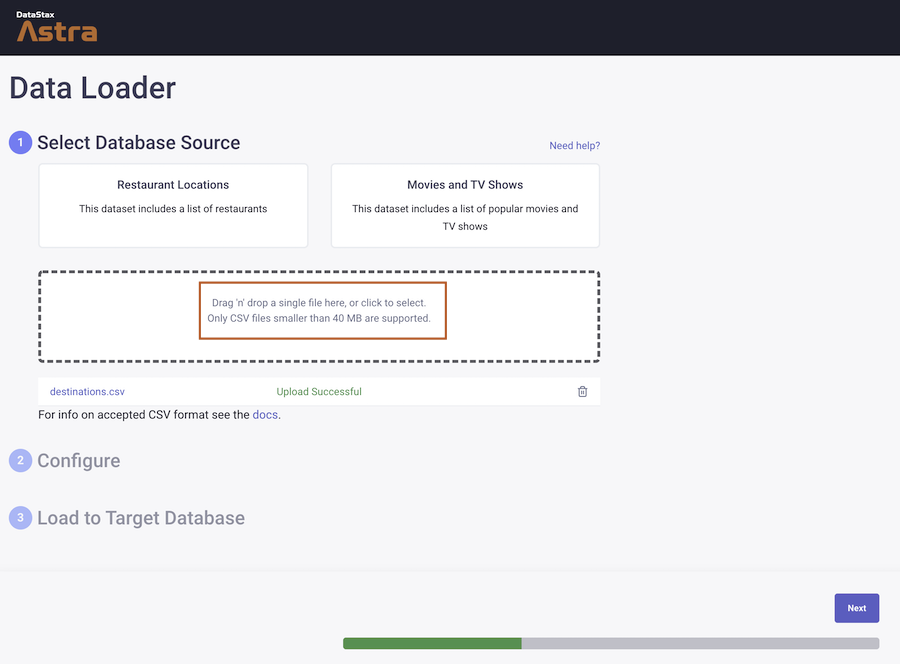 DataStax
Astra
Data Loader
1 Select Database Source
Need help?
Restaurant Locations
This dataset includes a list of restaurants
Movies and TV Shows
This dataset includes a list of popular movies and
TV shows
Drag 'n' drop a single file here, or click to select.
Only CSV files smaller than 40 MB are supported.
destinations.csv
Upload Successful
For info on accepted CSV format see the docs.
2 Configure
3 Load to Target Database
Next